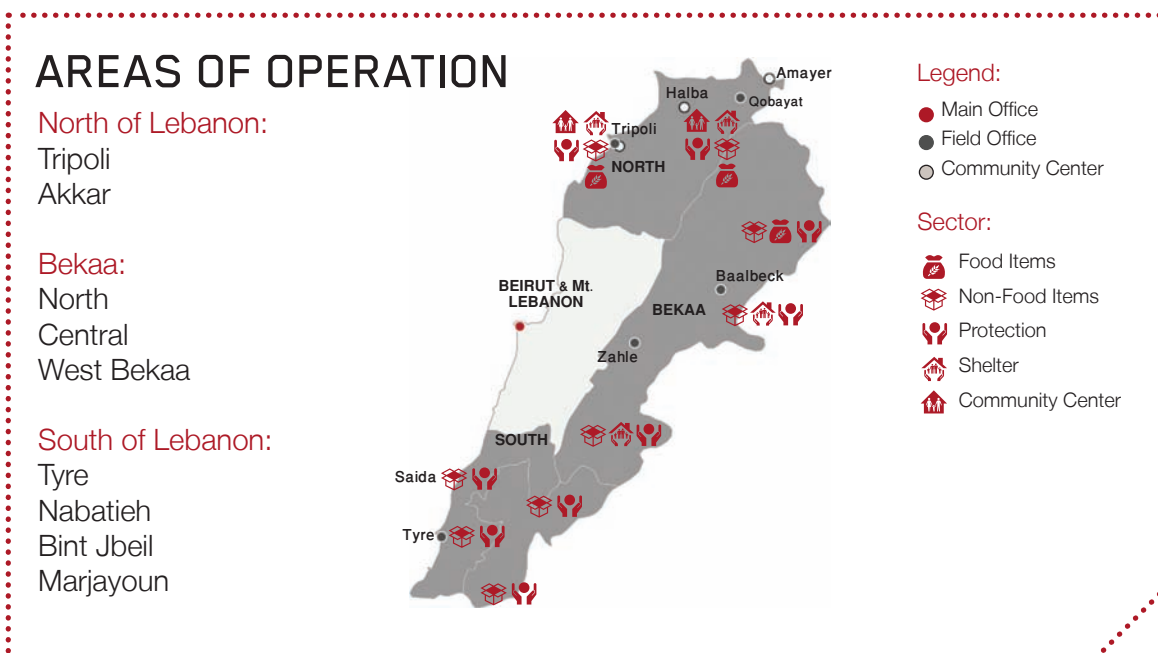 AREAS OF OPERATION
North of Lebanon:
Tripoli
Akkar
Bekaa:
North
Central
West Bekaa
South of Lebanon:
Tyre
Nabatieh
Bint Jbeil
Marjayoun
Amayer
Halba
Qobayat
Tripoli
NORTH
BEIRUT & Mt.
LEBANON
Baalbeck
BEKAA
Zahle
SOUTH
Saida
Tyre
Legend:
Main Office
Field Office
Community Center
Sector:
Food Items
Non-Food Items
Protection
Shelter
Community Center